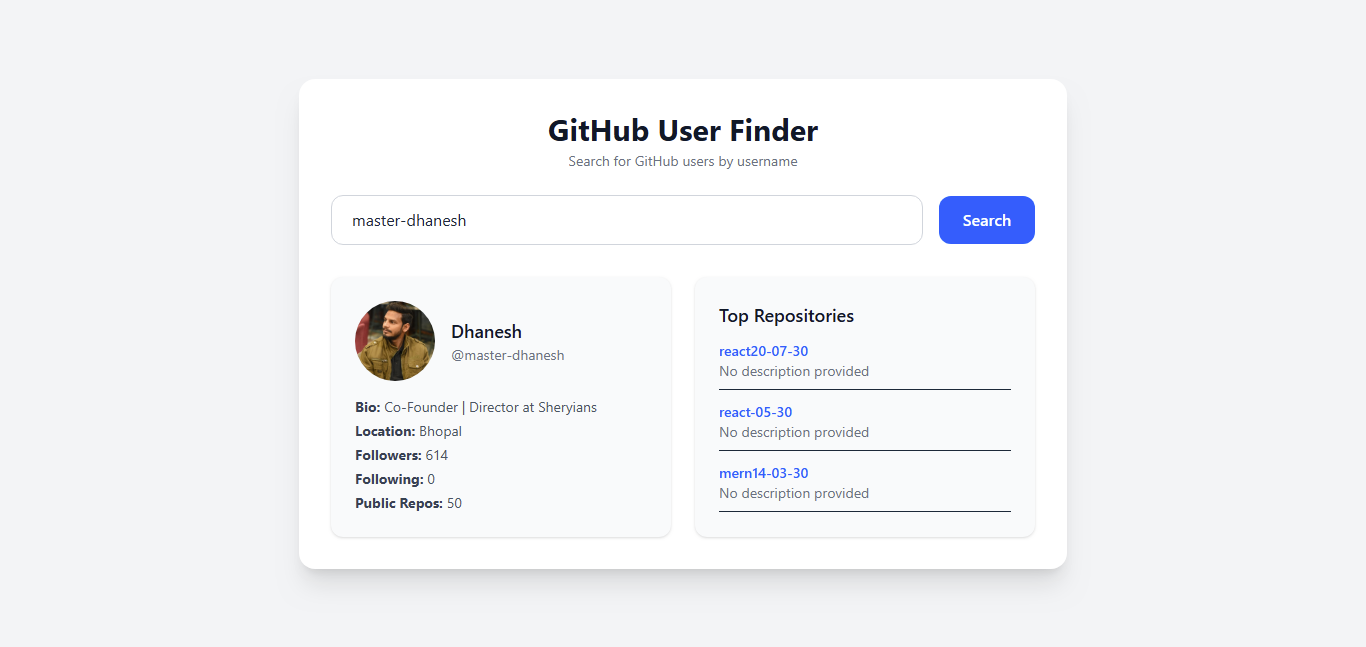 GitHub User Finder
Search for GitHub users by username
master-dhanesh
Search
Dhanesh
@master-dhanesh
Bio: Co-Founder | Director at Sheryians
Location: Bhopal
Followers: 614
Following: 0
Public Repos: 50
Top Repositories
react20-07-30
No description provided
react-05-30
No description provided
mern14-03-30
No description provided